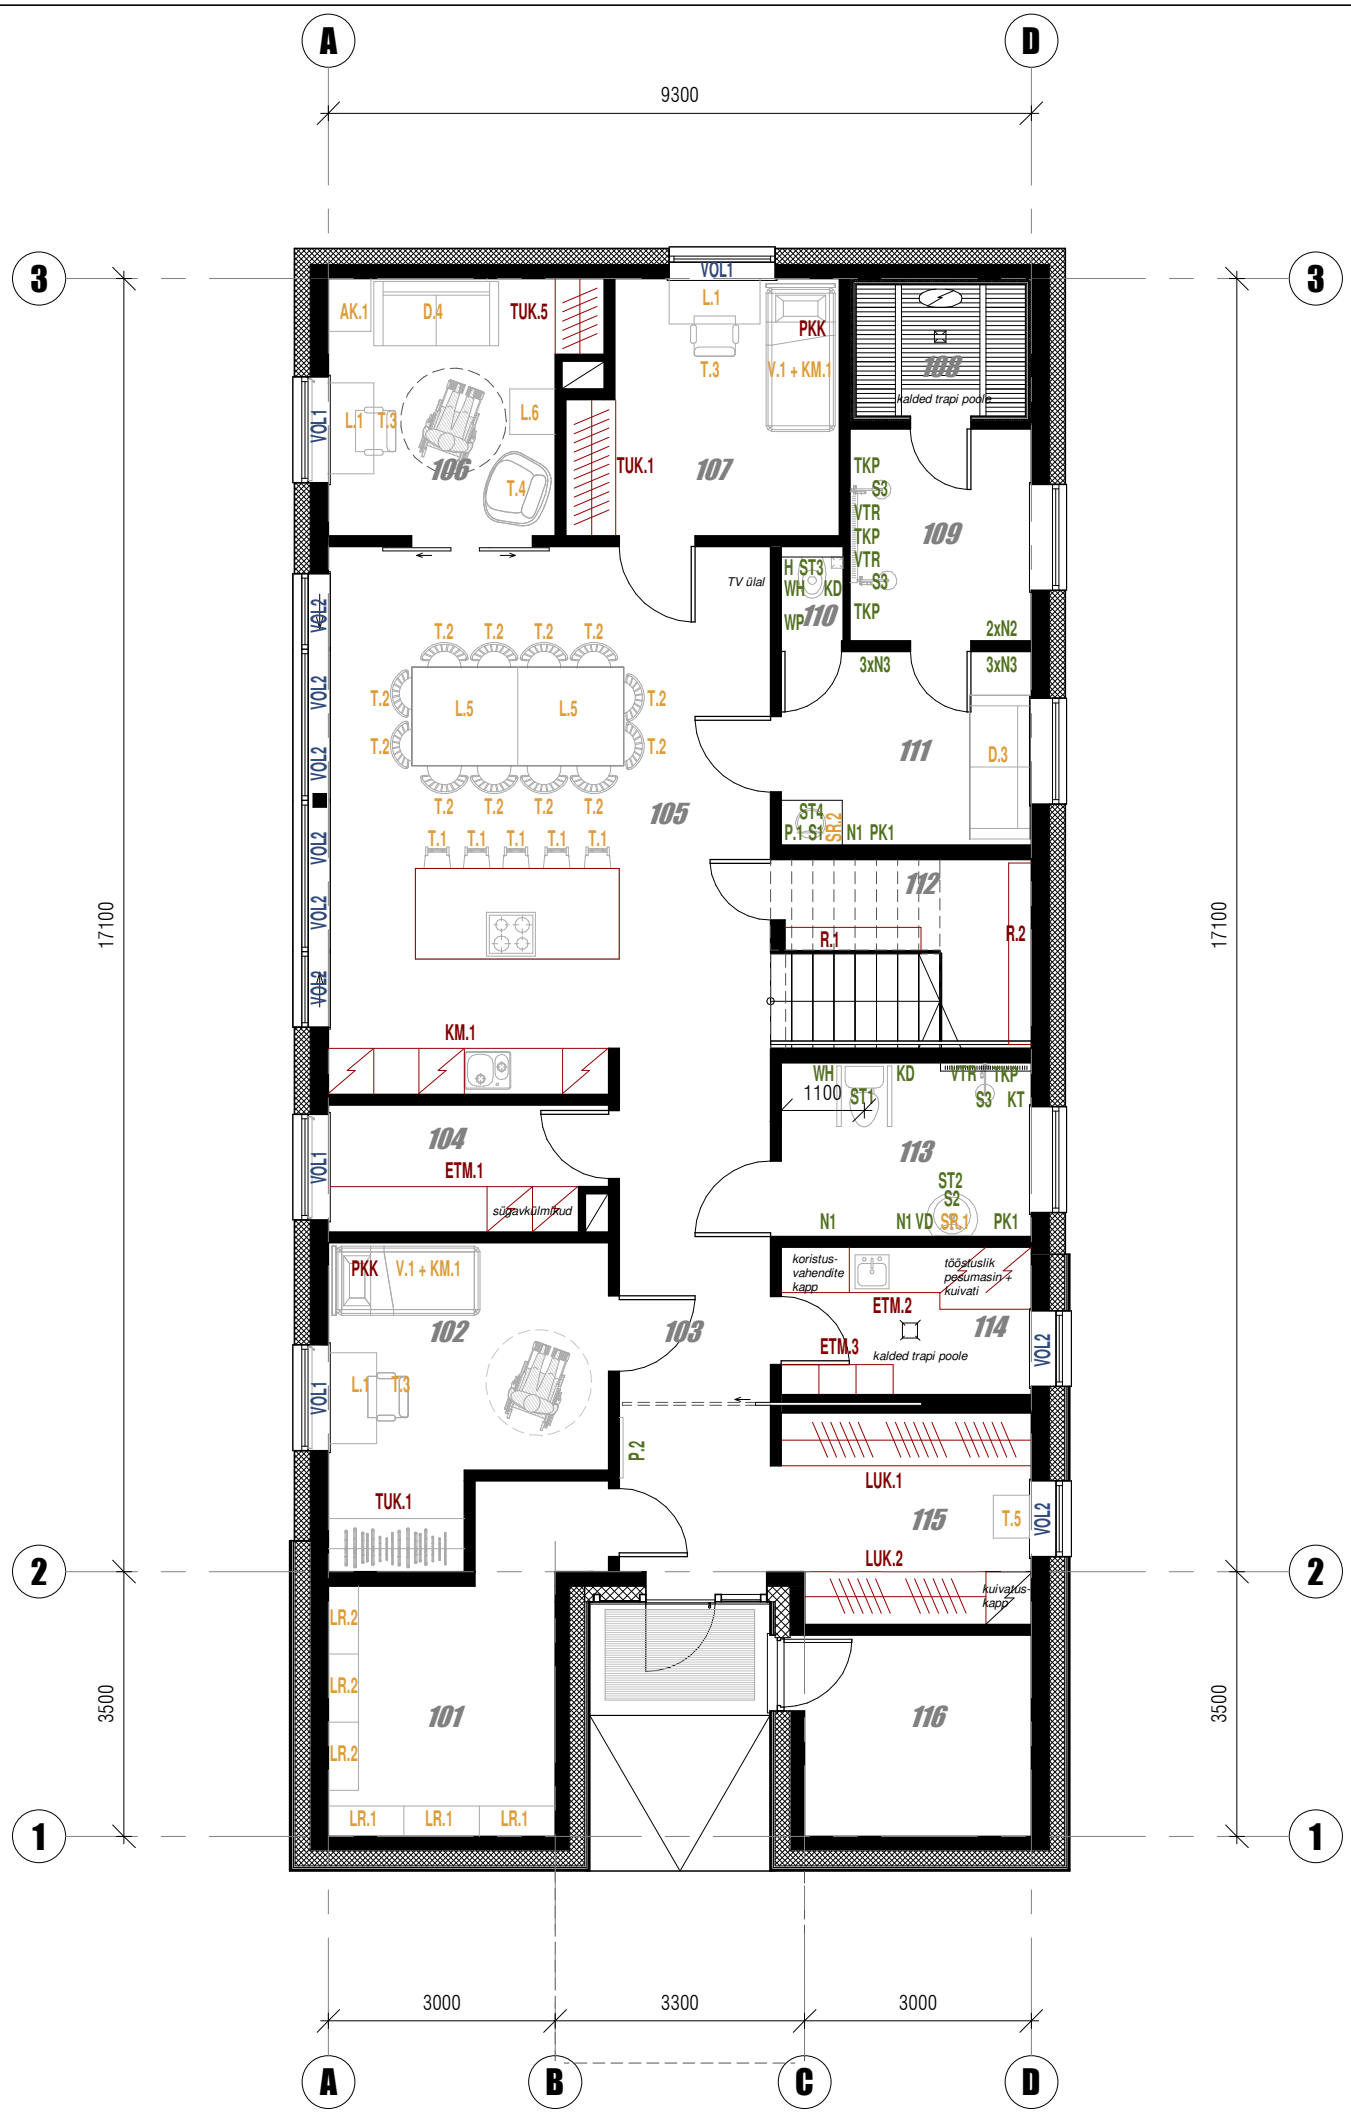 A D
9300
3 3
VOL1
AK.1 D.4 TUK.5 L.1 PKK
T.3 V.1 + KM.1
108
kalded trapi poole
VOL1 L.1 T.3 L.6
106 T.4 TUK.1 107
TKP
S3
VTR
TKP 109
VTR
S3
TKP
2xN2
TV ülal
H ST3
WH KD
WP 110
3xN3 3xN3
VOL2
VOL2
VOL2
VOL2
VOL2
VOL2
T.2 T.2 T.2 T.2
T.2 L.5 L.5 T.2
T.2 T.2
T.2 T.2 T.2 T.2
T.1 T.1 T.1 T.1 T.1
105
111 D.3
ST4
P.1 S1 SR.2 N1 PK1
112
R.1 R.2
17100 17100
KM.1
WH KD VTR TKP
1100 ST1 S3 KT
113
ST2
S2
N1 N1 VD SR.1 PK1
104
VOL1
ETM.1
sügavkülmikud
PKK V.1 + KM.1
102 103
VOL1 L.1 T.3
TUK.1
koristus-
vahendite
kapp
tööstuslik
pesumasin +
kuivati
ETM.2
114
ETM.3
kalded trapi poole
VOL2
P.2
LUK.1
115 T.5 VOL2
LUK.2
kuivatus-
kapp
2 2
LR.2
LR.2
LR.2
101 116
LR.1 LR.1 LR.1
3500 3500
1 1
3000 3300 3000
A B C D